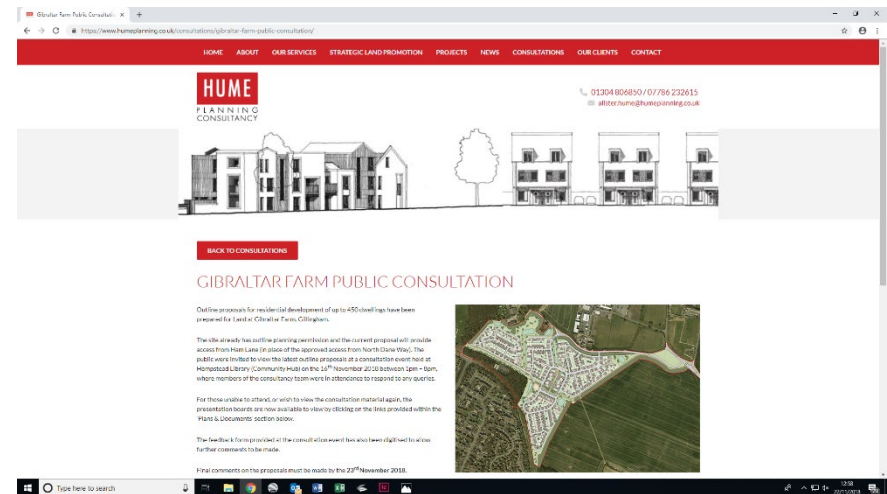 Gibraltar Farm Public Consultati
https://www.humeplanning.co.uk/consultations/gibraltar-farm-public-consultation/
HOME ABOUT OUR SERVICES STRATEGIC LAND PROMOTION PROJECTS NEWS CONSULTATIONS OUR CLIENTS CONTACT
HUME
PLANNING
CONSULTANCY
01304 806850 / 07786 232615
alister.hume@humeplanning.co.uk
BACK TO CONSULTATIONS
GIBRALTAR FARM PUBLIC CONSULTATION
Outline proposals for residential development of up to 450 dwellings have been
prepared for Land at Gibraltar Farm, Gillingham.
The site already has outline planning permission and the current proposal will provide
access from Ham Lane (in place of the approved access from North Dane Way). The
public were invited to view the latest outline proposals at a consultation event held at
Hempstead Library (Community Hub) on the 16th November 2018 between 1pm – 8pm,
where members of the consultancy team were in attendance to respond to any queries.
For those unable to attend, or wish to view the consultation material again, the
presentation boards are now available to view by clicking on the links provided within the
'Plans & Documents' section below.
The feedback form provided at the consultation event has also been digitised to allow
further comments to be made.
Final comments on the proposals must be made by the 23rd November 2018.
Type here to search
12:58
22/11/2018